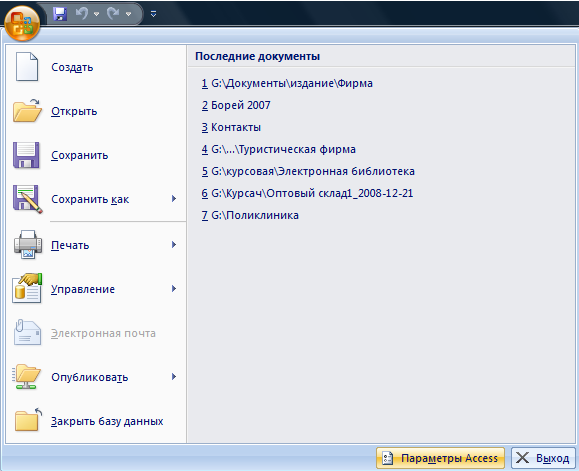 Последние документы
Создать
Открыть
Сохранить
Сохранить как
Печать
Управление
Электронная почта
Опубликовать
Закрыть базу данных
1 G:\Документы\издание\Фирма
2 Борей 2007
3 Контакты
4 G:\...\Туристическая фирма
5 G:\курсовая\Электронная библиотека
6 G:\Курсач\Оптовый склад1_2008-12-21
7 G:\Поликлиника
Параметры Access
Выход